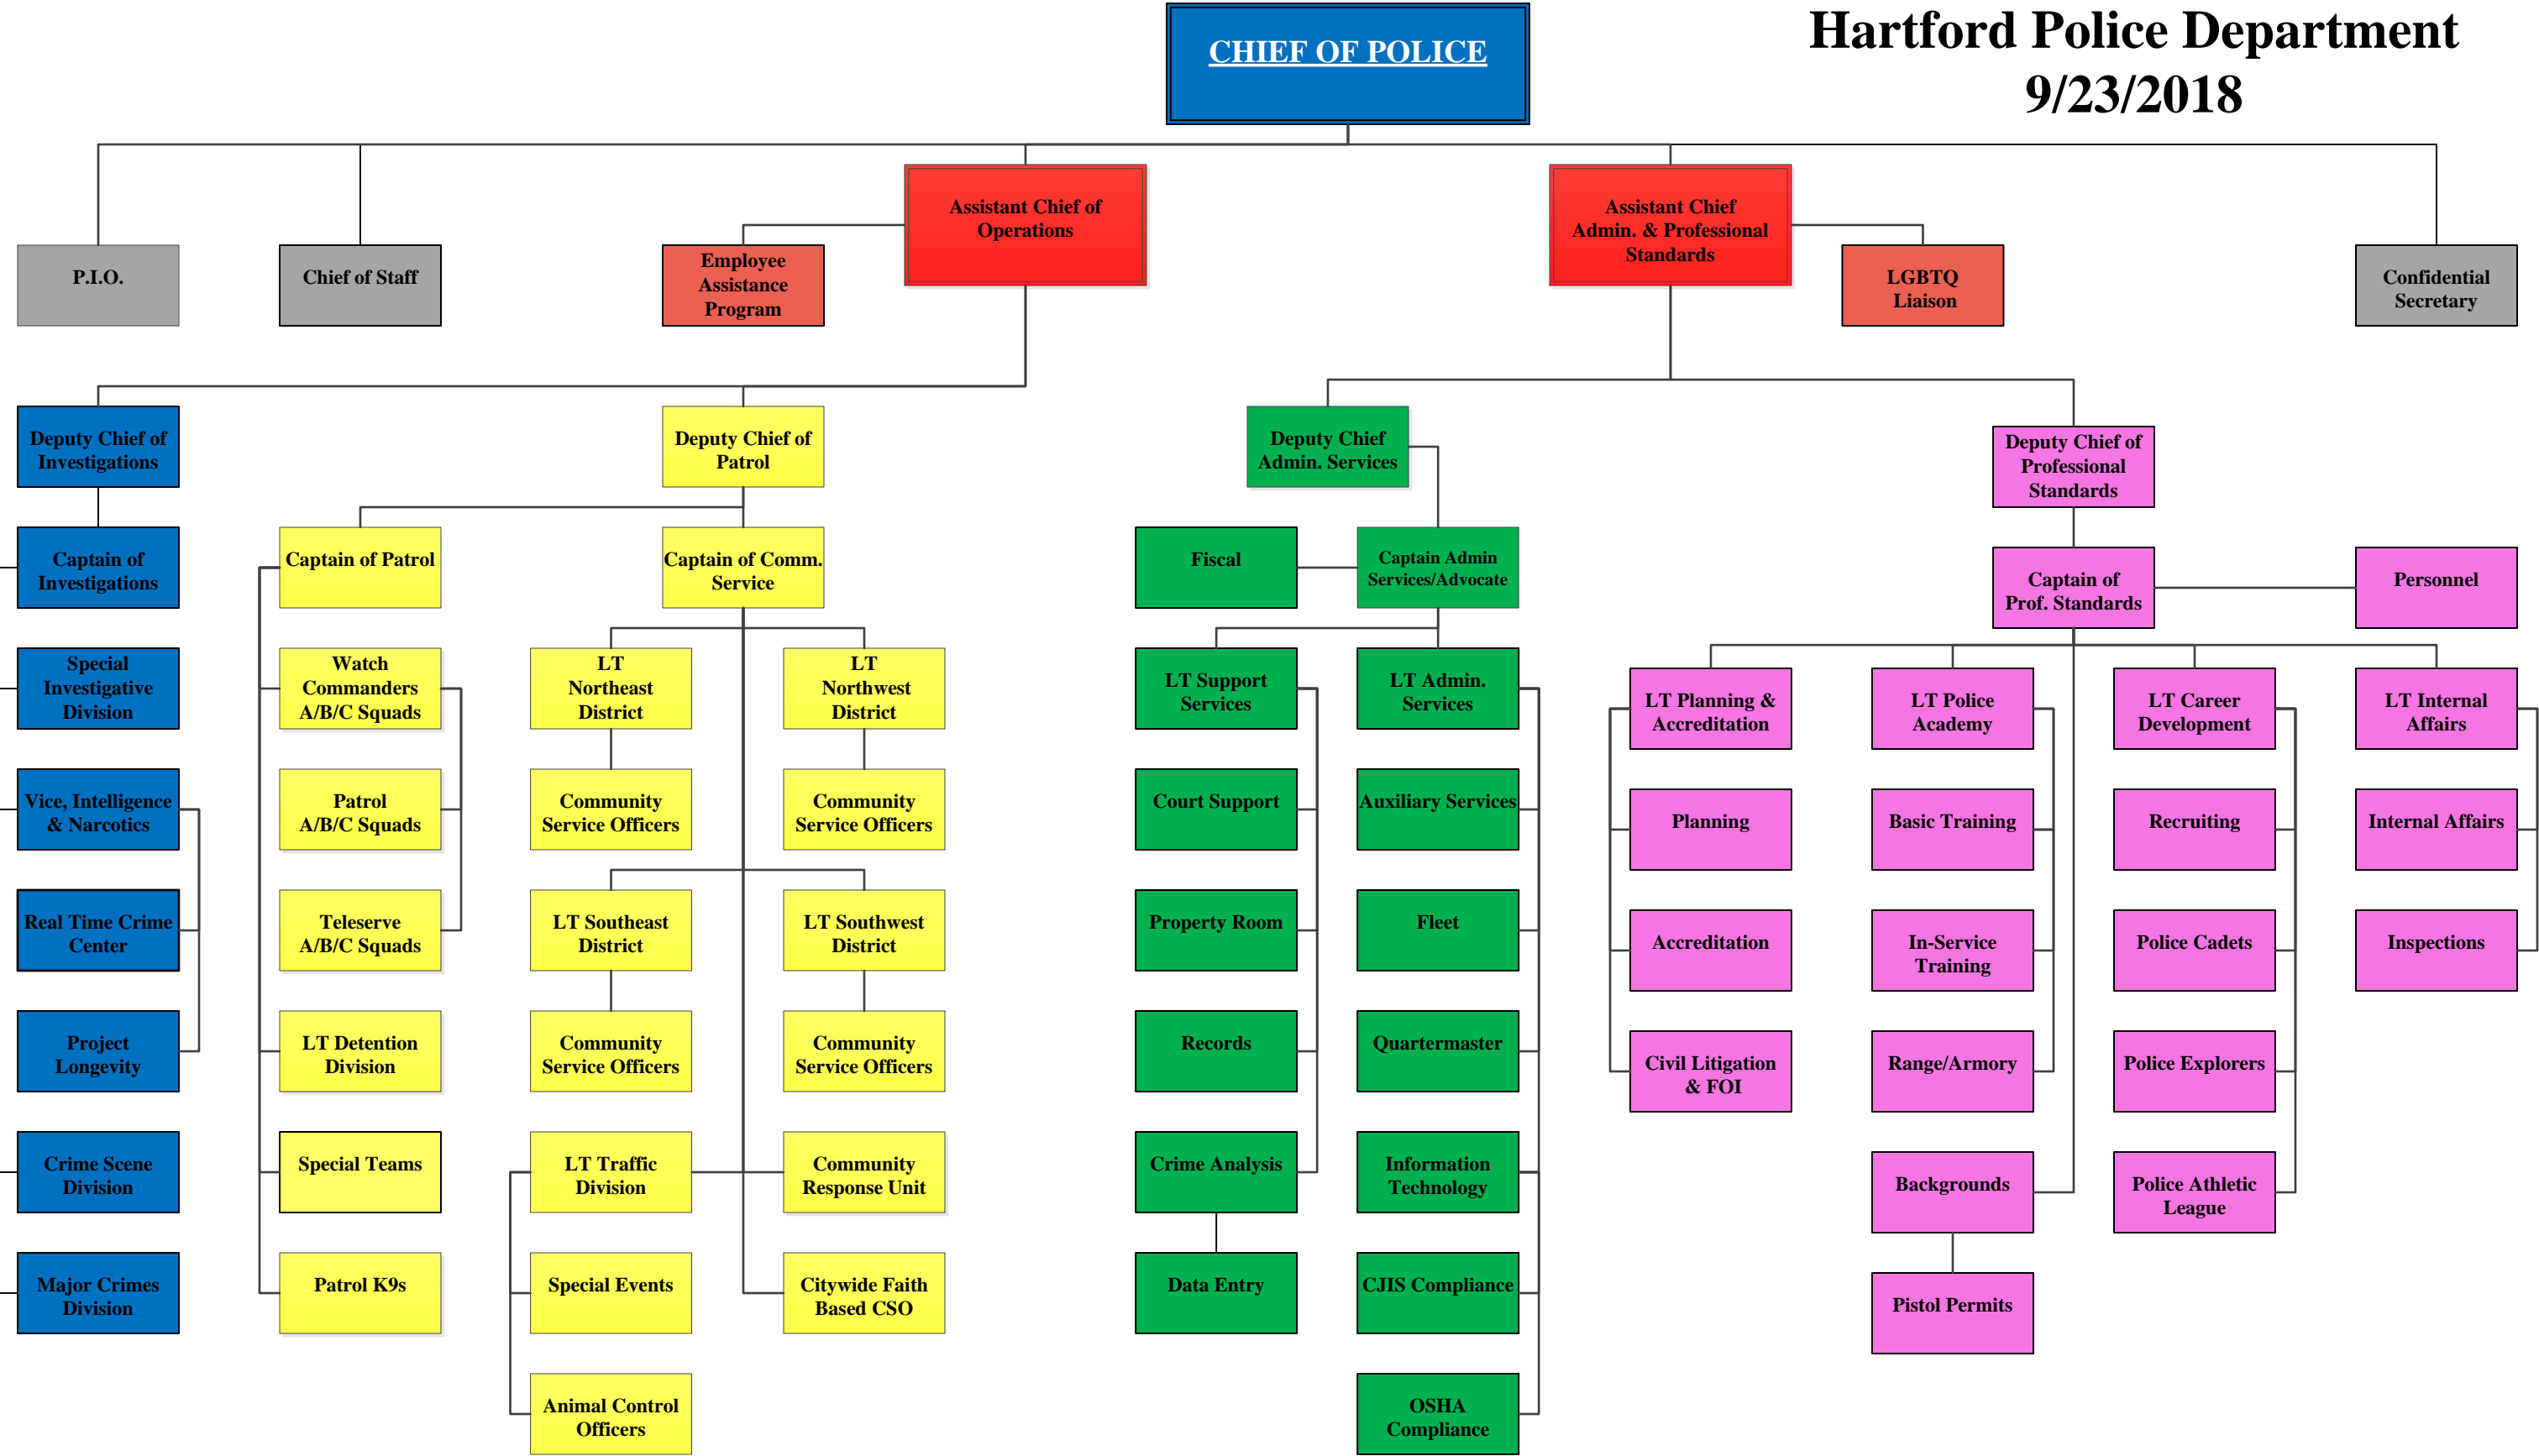 CHIEF OF POLICE
Hartford Police Department
9/23/2018
Assistant Chief of
Operations
Assistant Chief
Admin. & Professional
Standards
P.I.O.
Chief of Staff
Employee
Assistance
Program
LGBTQ
Liaison
Confidential
Secretary
Deputy Chief of
Investigations
Deputy Chief of
Patrol
Deputy Chief
Admin. Services
Deputy Chief of
Professional
Standards
Captain of
Investigations
Captain of Patrol
Captain of Comm.
Service
Fiscal
Captain Admin
Services/Advocate
Captain of
Prof. Standards
Personnel
Special
Investigative
Division
Watch
Commanders
A/B/C Squads
LT
Northeast
District
LT
Northwest
District
LT Support
Services
LT Admin.
Services
LT Planning &
Accreditation
LT Police
Academy
LT Career
Development
LT Internal
Affairs
Vice, Intelligence
& Narcotics
Patrol
A/B/C Squads
Community
Service Officers
Community
Service Officers
Court Support
Auxiliary Services
Planning
Basic Training
Recruiting
Internal Affairs
Real Time Crime
Center
Teleserve
A/B/C Squads
LT Southeast
District
LT Southwest
District
Property Room
Fleet
Accreditation
In-Service
Training
Police Cadets
Inspections
Project
Longevity
LT Detention
Division
Community
Service Officers
Community
Service Officers
Records
Quartermaster
Civil Litigation
& FOI
Range/Armory
Police Explorers
Crime Scene
Division
Special Teams
LT Traffic
Division
Community
Response Unit
Crime Analysis
Information
Technology
Backgrounds
Police Athletic
League
Major Crimes
Division
Patrol K9s
Special Events
Citywide Faith
Based CSO
Data Entry
CJIS Compliance
Pistol Permits
Animal Control
Officers
OSHA
Compliance